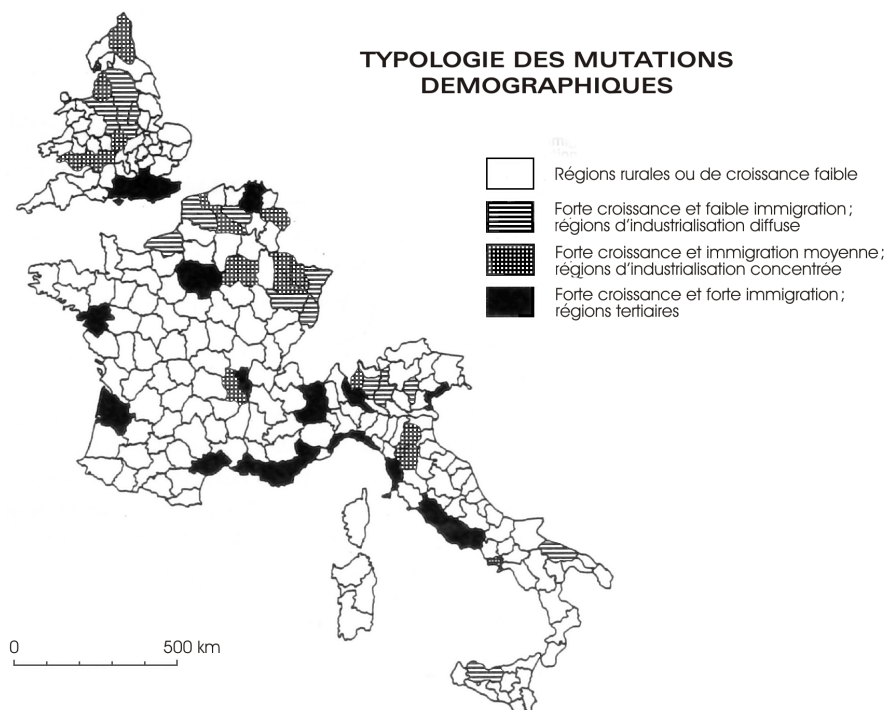 TYPOLOGIE DES MUTATIONS
DEMOGRAPHIQUES
Régions rurales ou de croissance faible
Forte croissance et faible immigration;
régions d'industrialisation diffuse
Forte croissance et immigration moyenne;
régions d'industrialisation concentrée
Forte croissance et forte immigration;
régions tertiaires
0 500 km